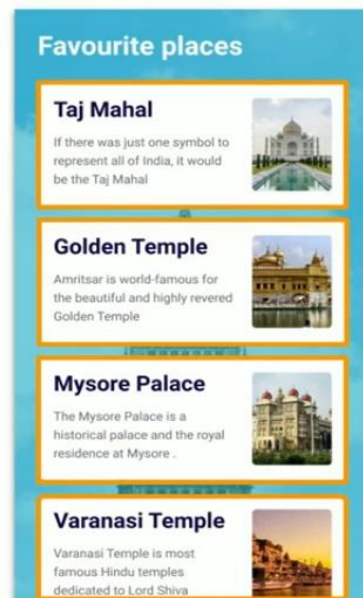 Favourite places
Taj Mahal
If there was just one symbol to
represent all of India, it would
be the Taj Mahal
Golden Temple
Amritsar is world-famous for
the beautiful and highly revered
Golden Temple
Mysore Palace
The Mysore Palace is a
historical palace and the royal
residence at Mysore .
Varanasi Temple
Varanasi Temple is most
famous Hindu temples
dedicated to Lord Shiva